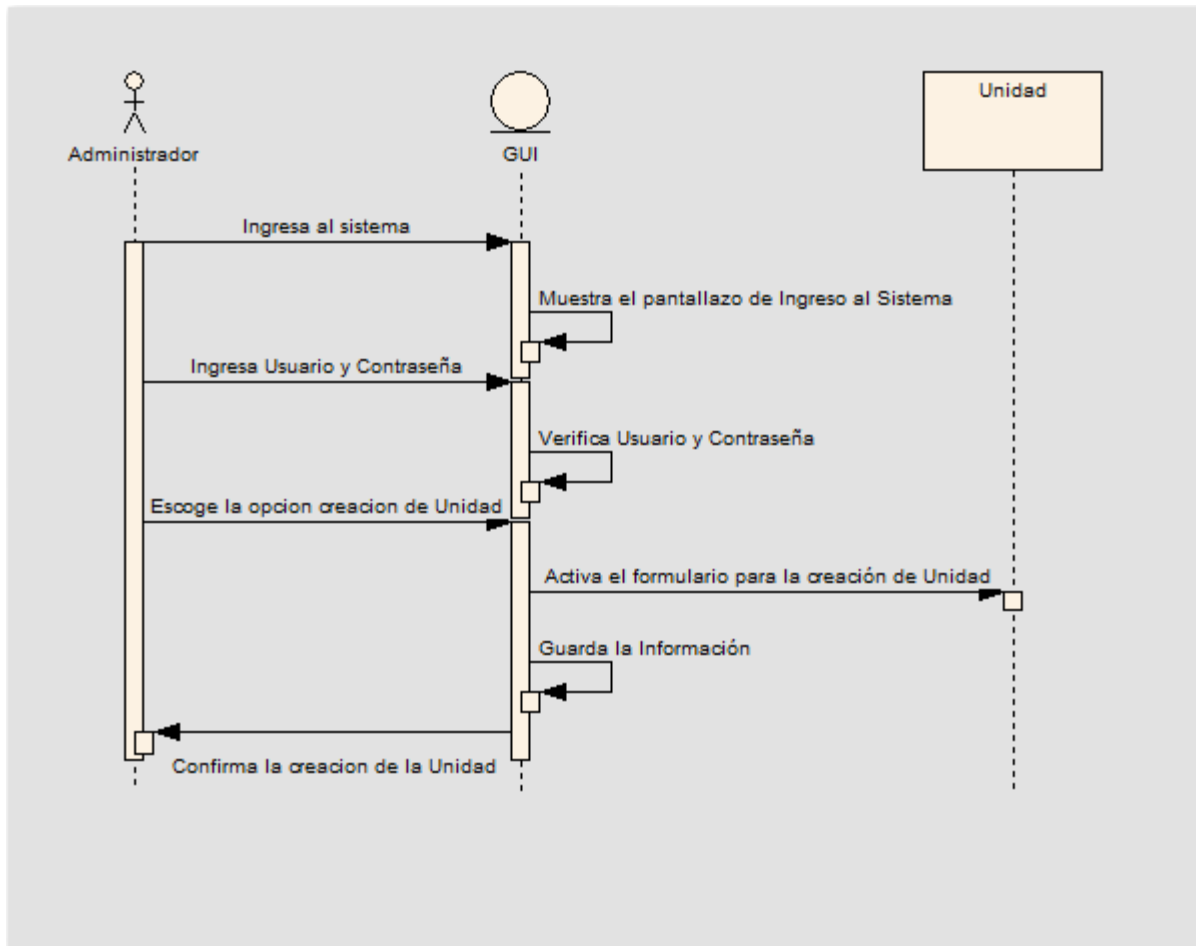 Administrador
GUI
Unidad
Ingresa al sistema
Muestra el pantallazo de Ingreso al Sistema
Ingresa Usuario y Contraseña
Verifica Usuario y Contraseña
Escoge la opcion creacion de Unidad
Activa el formulario para la creación de Unidad
Guarda la Información
Confirma la creacion de la Unidad